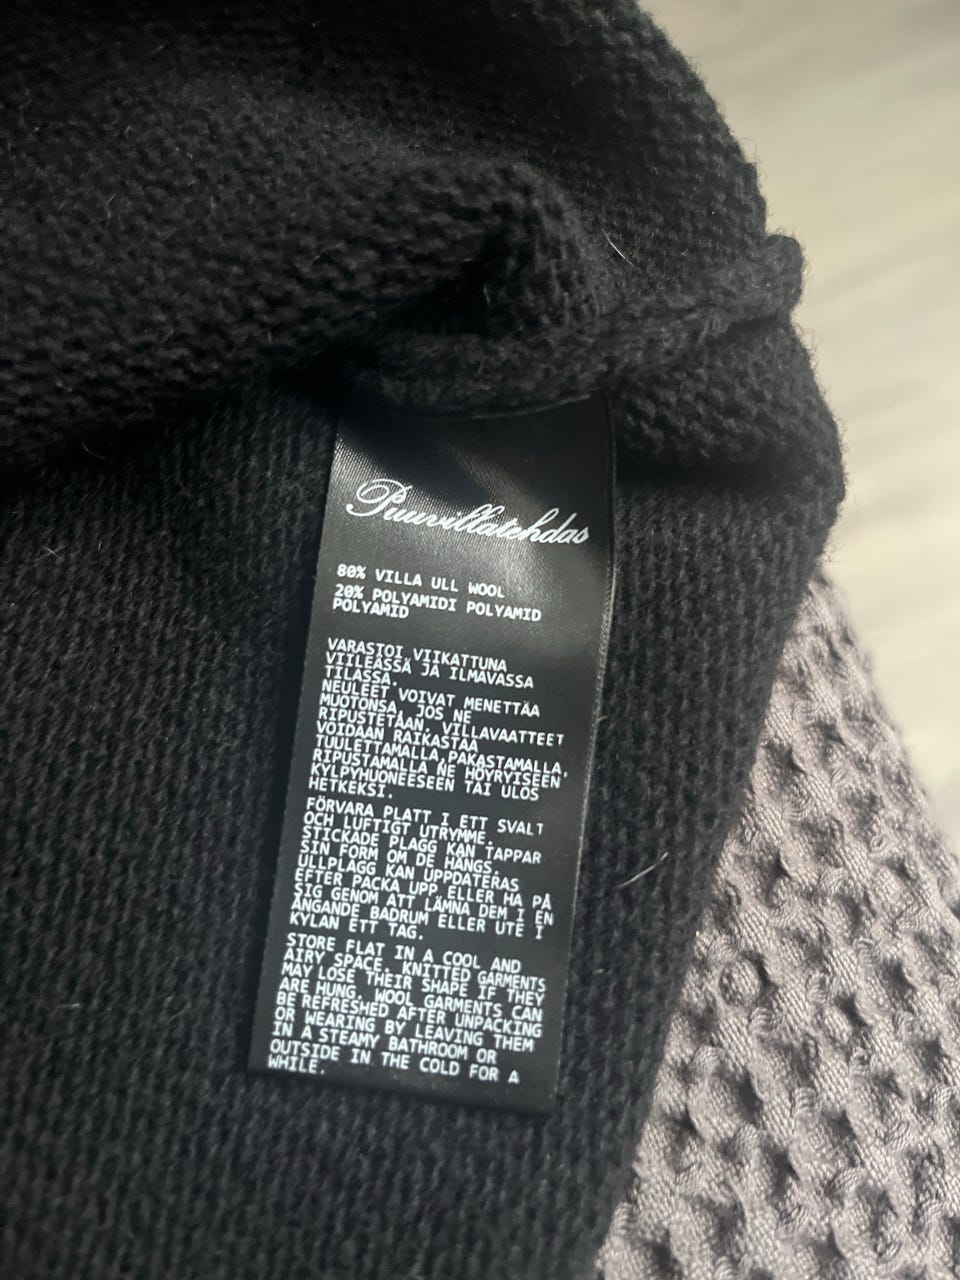 Puuvillatehdas
80% VILLA ULL WOOL
20% POLYAMIDI POLYAMID
POLYAMID
VARASTOI VIIKATTUNA
VIILEÄSSÄ JA ILMAVASSA
TILASSA.
NEULEET VOIVAT MENETTÄÄ
MUOTONSA, JOS NE
RIPUSTETAAN. VILLAVAATTEET
VOIDAAN RAIKASTAA
TUULETTAMALLA,PAKASTAMALLA,
RIPUSTAMALLA NE HÖYRYISEEN
KYLPYHUONEESEEN TAI ULOS
HETKEKSI.
FÖRVARA PLATT I ETT SVALT
OCH LUFTIGT UTRYMME.
STICKADE PLAGG KAN TAPPAR
SIN FORM OM DE HÄNGS.
ULLPLAGG KAN UPPDATERAS
EFTER PACKA UPP ELLER HA PÅ
SIG GENOM ATT LÄMNA DEM I EN
ÅNGANDE BADRUM ELLER UTE I
KYLAN ETT TAG.
STORE FLAT IN A COOL AND
AIRY SPACE. KNITTED GARMENTS
MAY LOSE THEIR SHAPE IF THEY
ARE HUNG. WOOL GARMENTS CAN
BE REFRESHED AFTER UNPACKING
OR WEARING BY LEAVING THEM
IN A STEAMY BATHROOM OR
OUTSIDE IN THE COLD FOR A
WHILE.